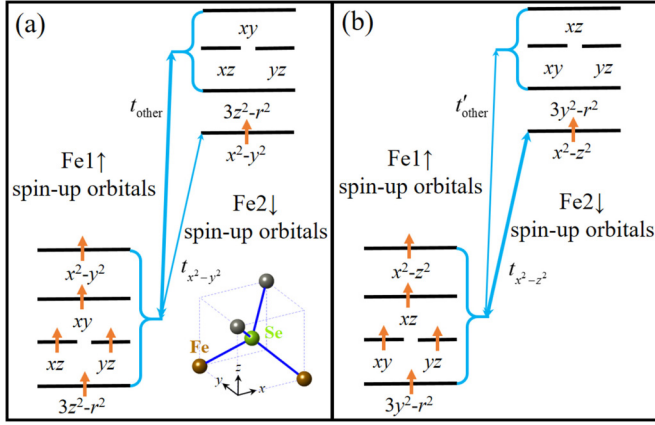 (a)
xy
xz yz
3z²-r²
x²-y²
t_other
Fe1↑
spin-up orbitals
Fe2↓
spin-up orbitals
t_x²-y²
x²-y²
xy
xz yz
3z²-r²
Fe
Se
z
y
x
(b)
xz
xy yz
3y²-r²
x²-z²
t′_other
Fe1↑
spin-up orbitals
Fe2↓
spin-up orbitals
t_x²-z²
x²-z²
xz
xy yz
3y²-r²